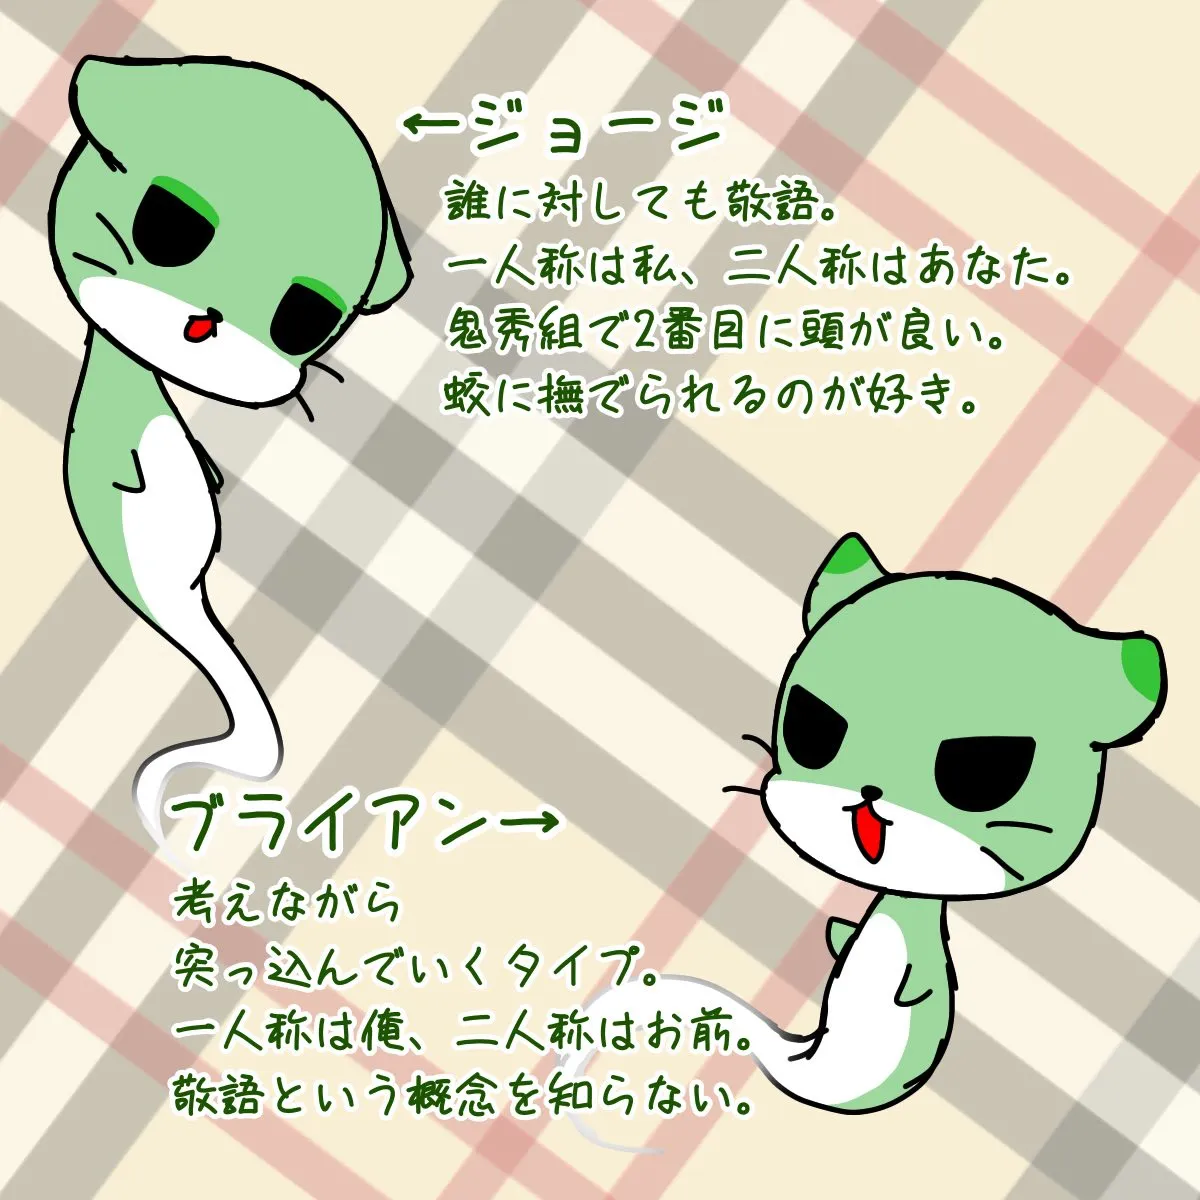 ←ジョージ
誰に対しても敬語。
一人称は私、二人称はあなた。
鬼秀組で2番目に頭が良い。
蛟に撫でられるのが好き。
ブライアン→
考えながら
突っ込んでいくタイプ。
一人称は俺、二人称はお前。
敬語という概念を知らない。